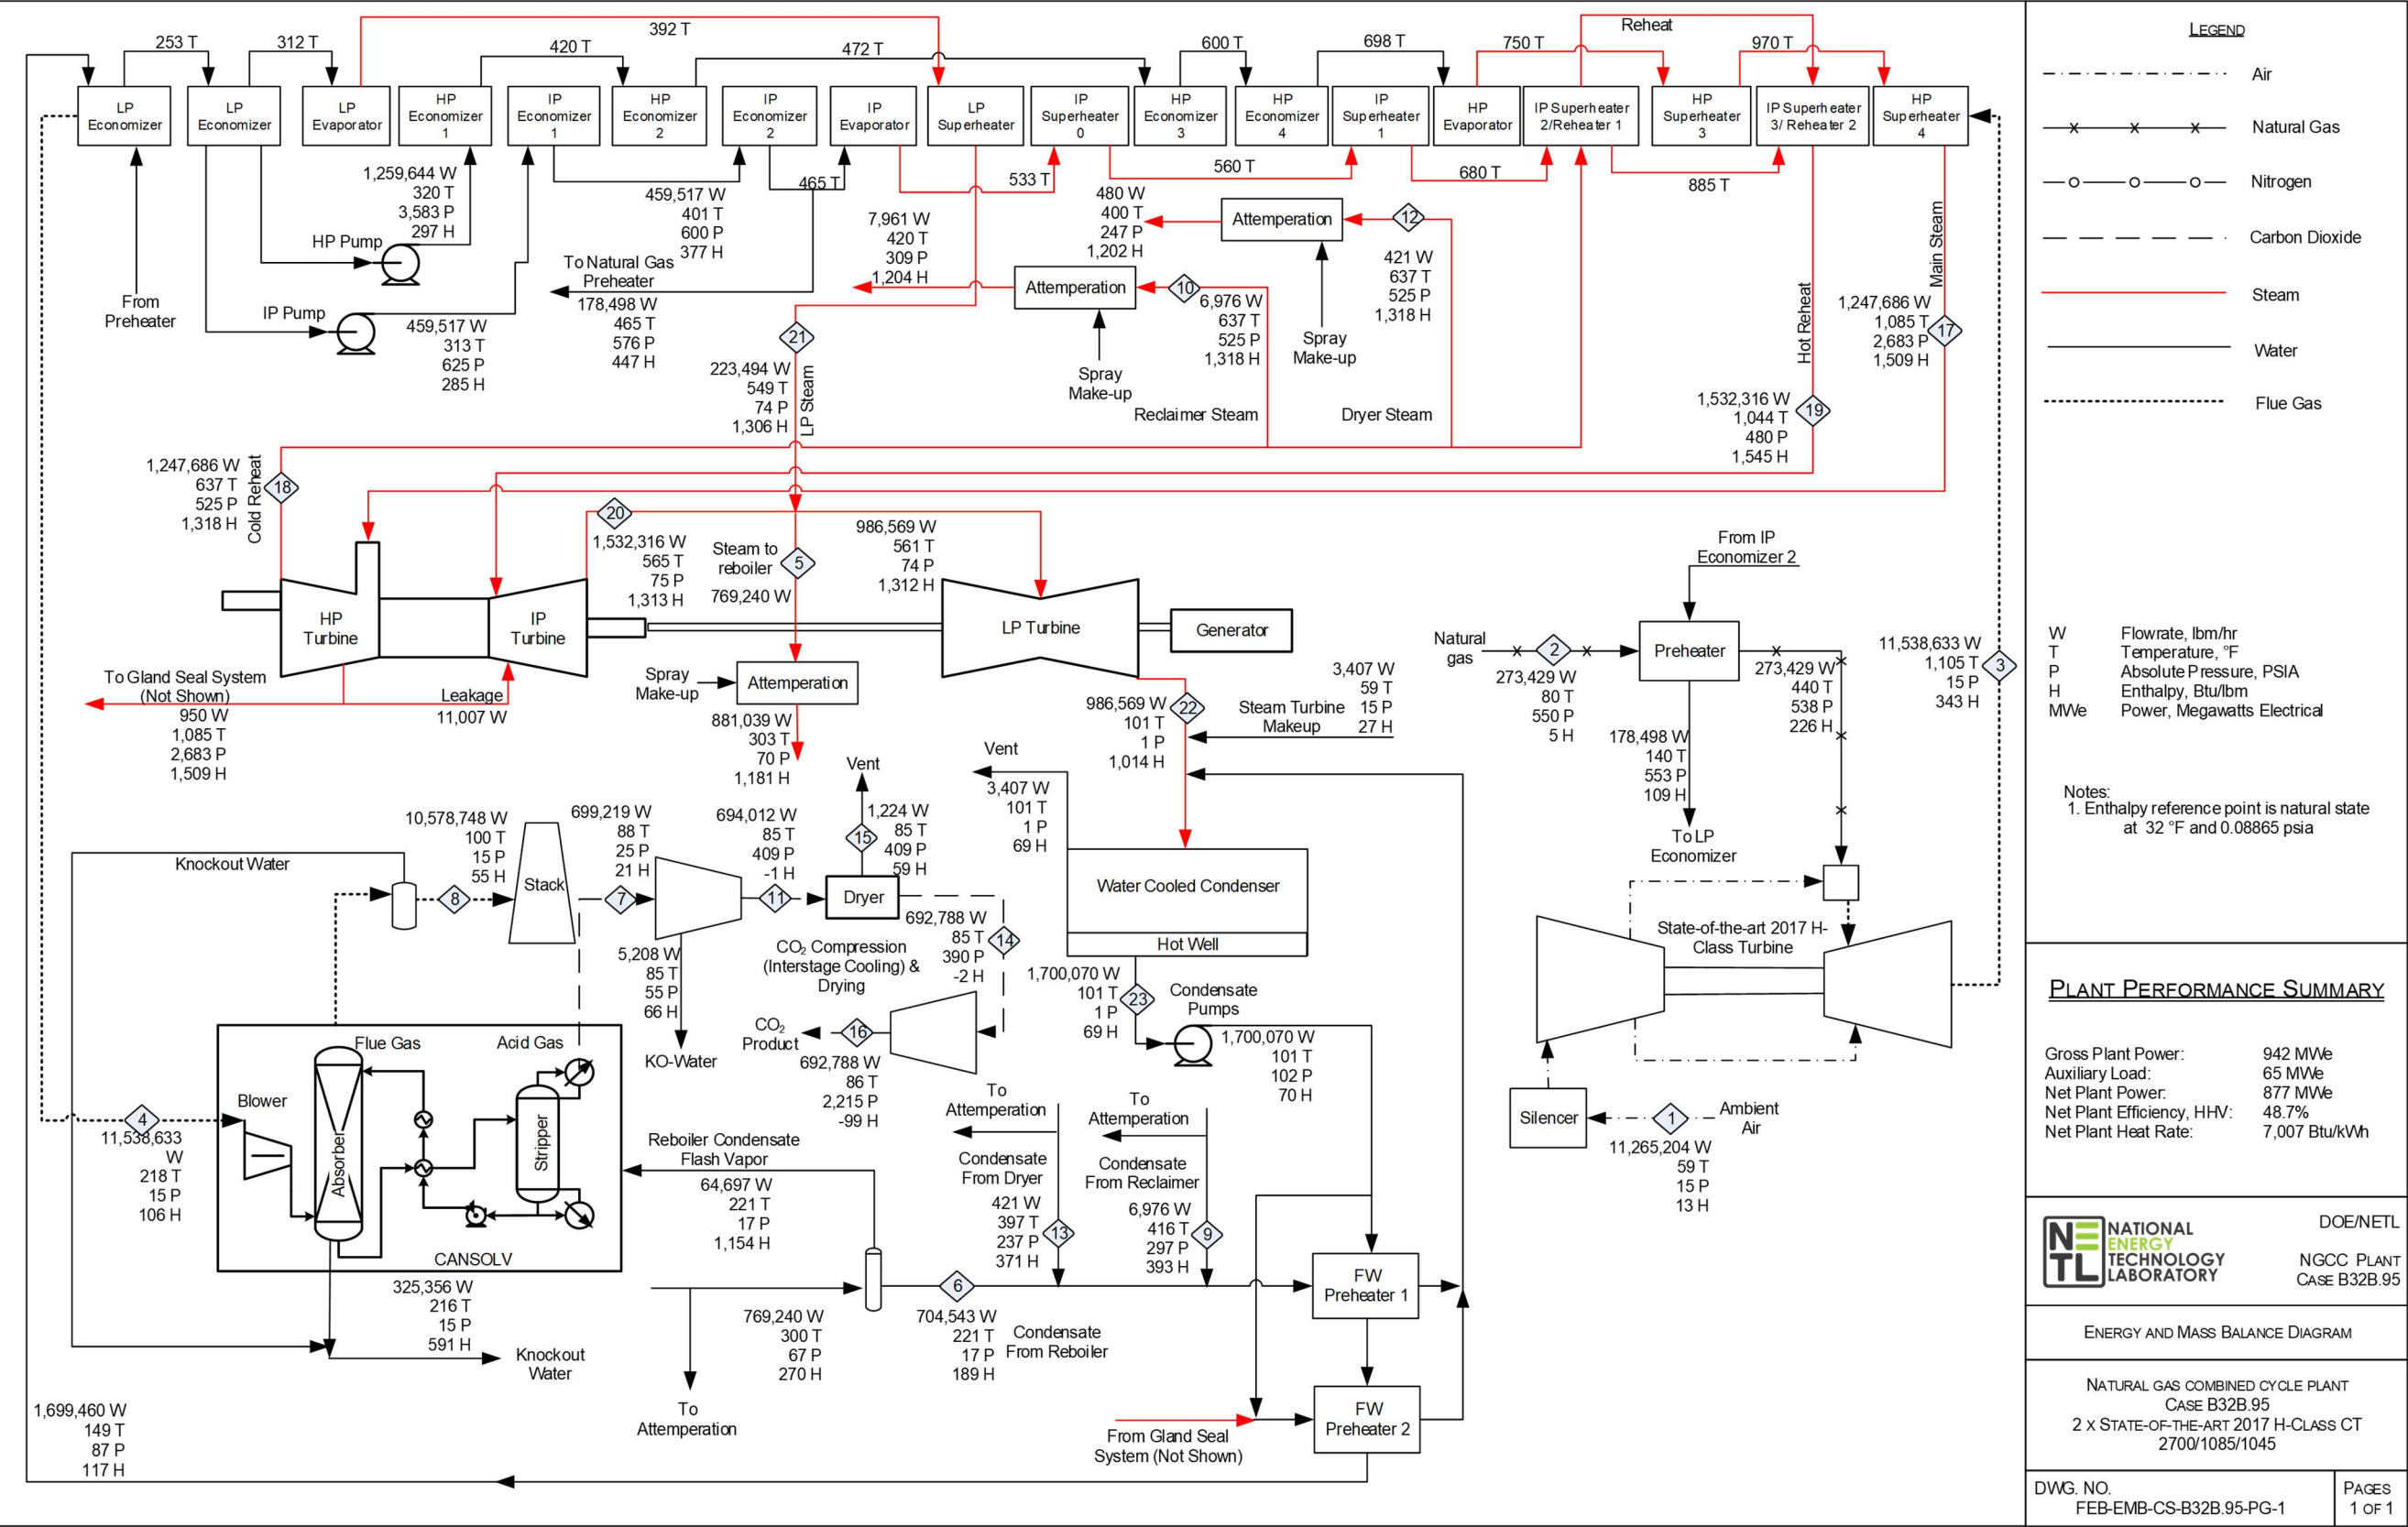 253 T
312 T
392 T
420 T
472 T
600 T
698 T
750 T
Reheat
970 T
LP
Economizer
LP
Economizer
LP
Evaporator
HP
Economizer
1
IP
Economizer
1
HP
Economizer
2
IP
Economizer
2
IP
Evaporator
LP
Superheater
IP
Superheater
0
HP
Economizer
3
HP
Economizer
4
IP
Superheater
1
HP
Evaporator
IP Superheater
2/Reheater 1
HP
Superheater
3
IP Superheater
3/ Reheater 2
HP
Superheater
4
1,259,644 W
320 T
3,583 P
297 H
HP Pump
From
Preheater
IP Pump
459,517 W
313 T
625 P
285 H
459,517 W
401 T
600 P
377 H
465 T
To Natural Gas
Preheater
178,498 W
465 T
576 P
447 H
533 T
560 T
680 T
885 T
7,961 W
420 T
309 P
1,204 H
480 W
400 T
247 P
1,202 H
Attemperation
12
421 W
637 T
525 P
1,318 H
Spray
Make-up
Attemperation
10
6,976 W
637 T
525 P
1,318 H
Spray
Make-up
Reclaimer Steam
Dryer Steam
21
223,494 W
549 T
74 P
1,306 H
LP Steam
Hot Reheat
1,532,316 W
1,044 T
480 P
1,545 H
19
Main Steam
1,247,686 W
1,085 T
2,683 P
1,509 H
17
1,247,686 W
637 T
525 P
1,318 H
Cold Reheat
18
20
1,532,316 W
565 T
75 P
1,313 H
Steam to
reboiler
769,240 W
5
986,569 W
561 T
74 P
1,312 H
HP
Turbine
IP
Turbine
LP Turbine
Generator
To Gland Seal System
(Not Shown)
950 W
1,085 T
2,683 P
1,509 H
Leakage
11,007 W
Spray
Make-up
Attemperation
881,039 W
303 T
70 P
1,181 H
986,569 W
101 T
1 P
1,014 H
22
Steam Turbine
Makeup
3,407 W
59 T
15 P
27 H
From IP
Economizer 2
Natural
gas
2
273,429 W
80 T
550 P
5 H
Preheater
273,429 W
440 T
538 P
226 H
178,498 W
140 T
553 P
109 H
To LP
Economizer
11,538,633 W
1,105 T
15 P
343 H
3
Vent
3,407 W
101 T
1 P
69 H
Water Cooled Condenser
Hot Well
1,700,070 W
101 T
1 P
69 H
23
Condensate
Pumps
1,700,070 W
101 T
102 P
70 H
Knockout Water
10,578,748 W
100 T
15 P
55 H
8
Stack
699,219 W
88 T
25 P
21 H
7
694,012 W
85 T
409 P
-1 H
11
Vent
15
1,224 W
85 T
409 P
59 H
Dryer
692,788 W
85 T
390 P
-2 H
14
5,208 W
85 T
55 P
66 H
KO-Water
CO2 Compression
(Interstage Cooling) &
Drying
CO2
Product
16
692,788 W
86 T
2,215 P
-99 H
State-of-the-art 2017 H-
Class Turbine
Silencer
1
Ambient
Air
11,265,204 W
59 T
15 P
13 H
4
11,538,633
W
218 T
15 P
106 H
Flue Gas
Acid Gas
Blower
Absorber
Stripper
CANSOLV
325,356 W
216 T
15 P
591 H
Knockout
Water
Reboiler Condensate
Flash Vapor
64,697 W
221 T
17 P
1,154 H
769,240 W
300 T
67 P
270 H
To
Attemperation
6
704,543 W
221 T
17 P
189 H
Condensate
From Reboiler
To
Attemperation
Condensate
From Dryer
421 W
397 T
237 P
371 H
13
To
Attemperation
Condensate
From Reclaimer
6,976 W
416 T
297 P
393 H
9
FW
Preheater 1
FW
Preheater 2
From Gland Seal
System (Not Shown)
1,699,460 W
149 T
87 P
117 H
LEGEND
Air
Natural Gas
Nitrogen
Carbon Dioxide
Steam
Water
Flue Gas
W Flowrate, lbm/hr
T Temperature, °F
P Absolute Pressure, PSIA
H Enthalpy, Btu/lbm
MWe Power, Megawatts Electrical
Notes:
1. Enthalpy reference point is natural state
at 32 °F and 0.08865 psia
PLANT PERFORMANCE SUMMARY
Gross Plant Power: 942 MWe
Auxiliary Load: 65 MWe
Net Plant Power: 877 MWe
Net Plant Efficiency, HHV: 48.7%
Net Plant Heat Rate: 7,007 Btu/kWh
NE
TL
NATIONAL
ENERGY
TECHNOLOGY
LABORATORY
DOE/NETL
NGCC PLANT
CASE B32B.95
ENERGY AND MASS BALANCE DIAGRAM
NATURAL GAS COMBINED CYCLE PLANT
CASE B32B.95
2 X STATE-OF-THE-ART 2017 H-CLASS CT
2700/1085/1045
DWG. NO.
FEB-EMB-CS-B32B.95-PG-1
PAGES
1 OF 1